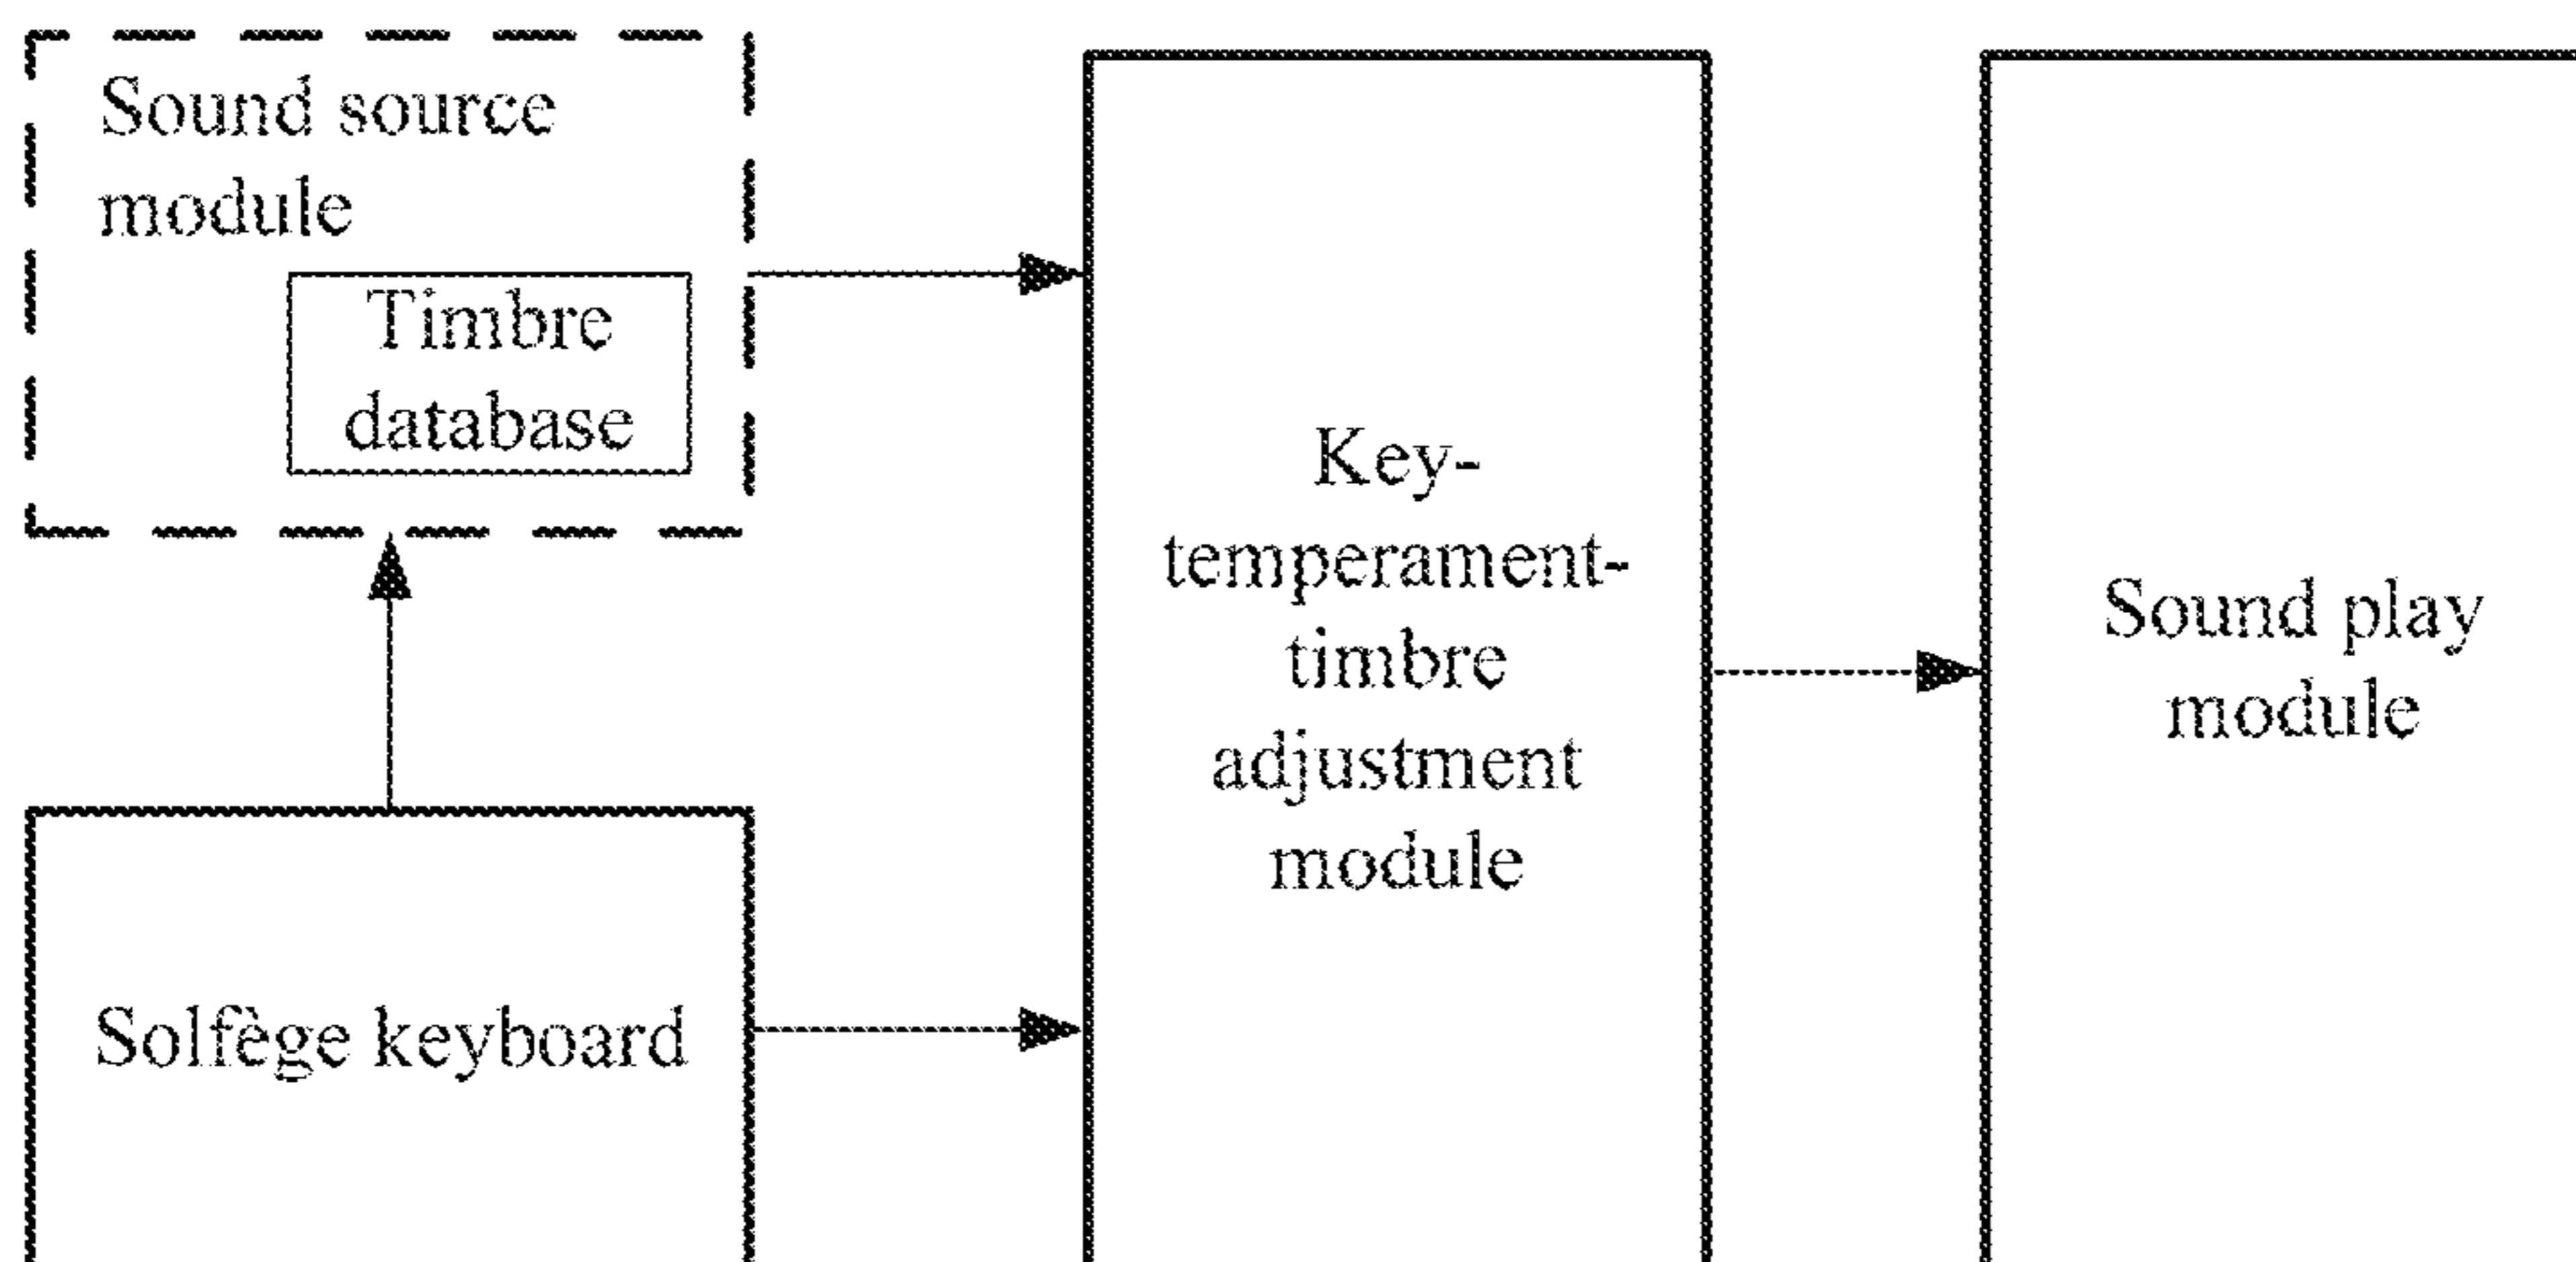 Sound source
module
Timbre
database
Solfège keyboard
Key-
temperament-
timbre
adjustment
module
Sound play
module